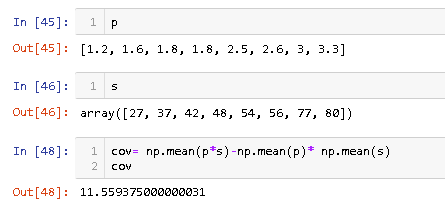 In [45]: 1 p
Out[45]: [1.2, 1.6, 1.8, 1.8, 2.5, 2.6, 3, 3.3]
In [46]: 1 s
Out[46]: array([27, 37, 42, 48, 54, 56, 77, 80])
In [48]: 1 cov= np.mean(p*s)-np.mean(p)* np.mean(s)
2 cov
Out[48]: 11.559375000000031